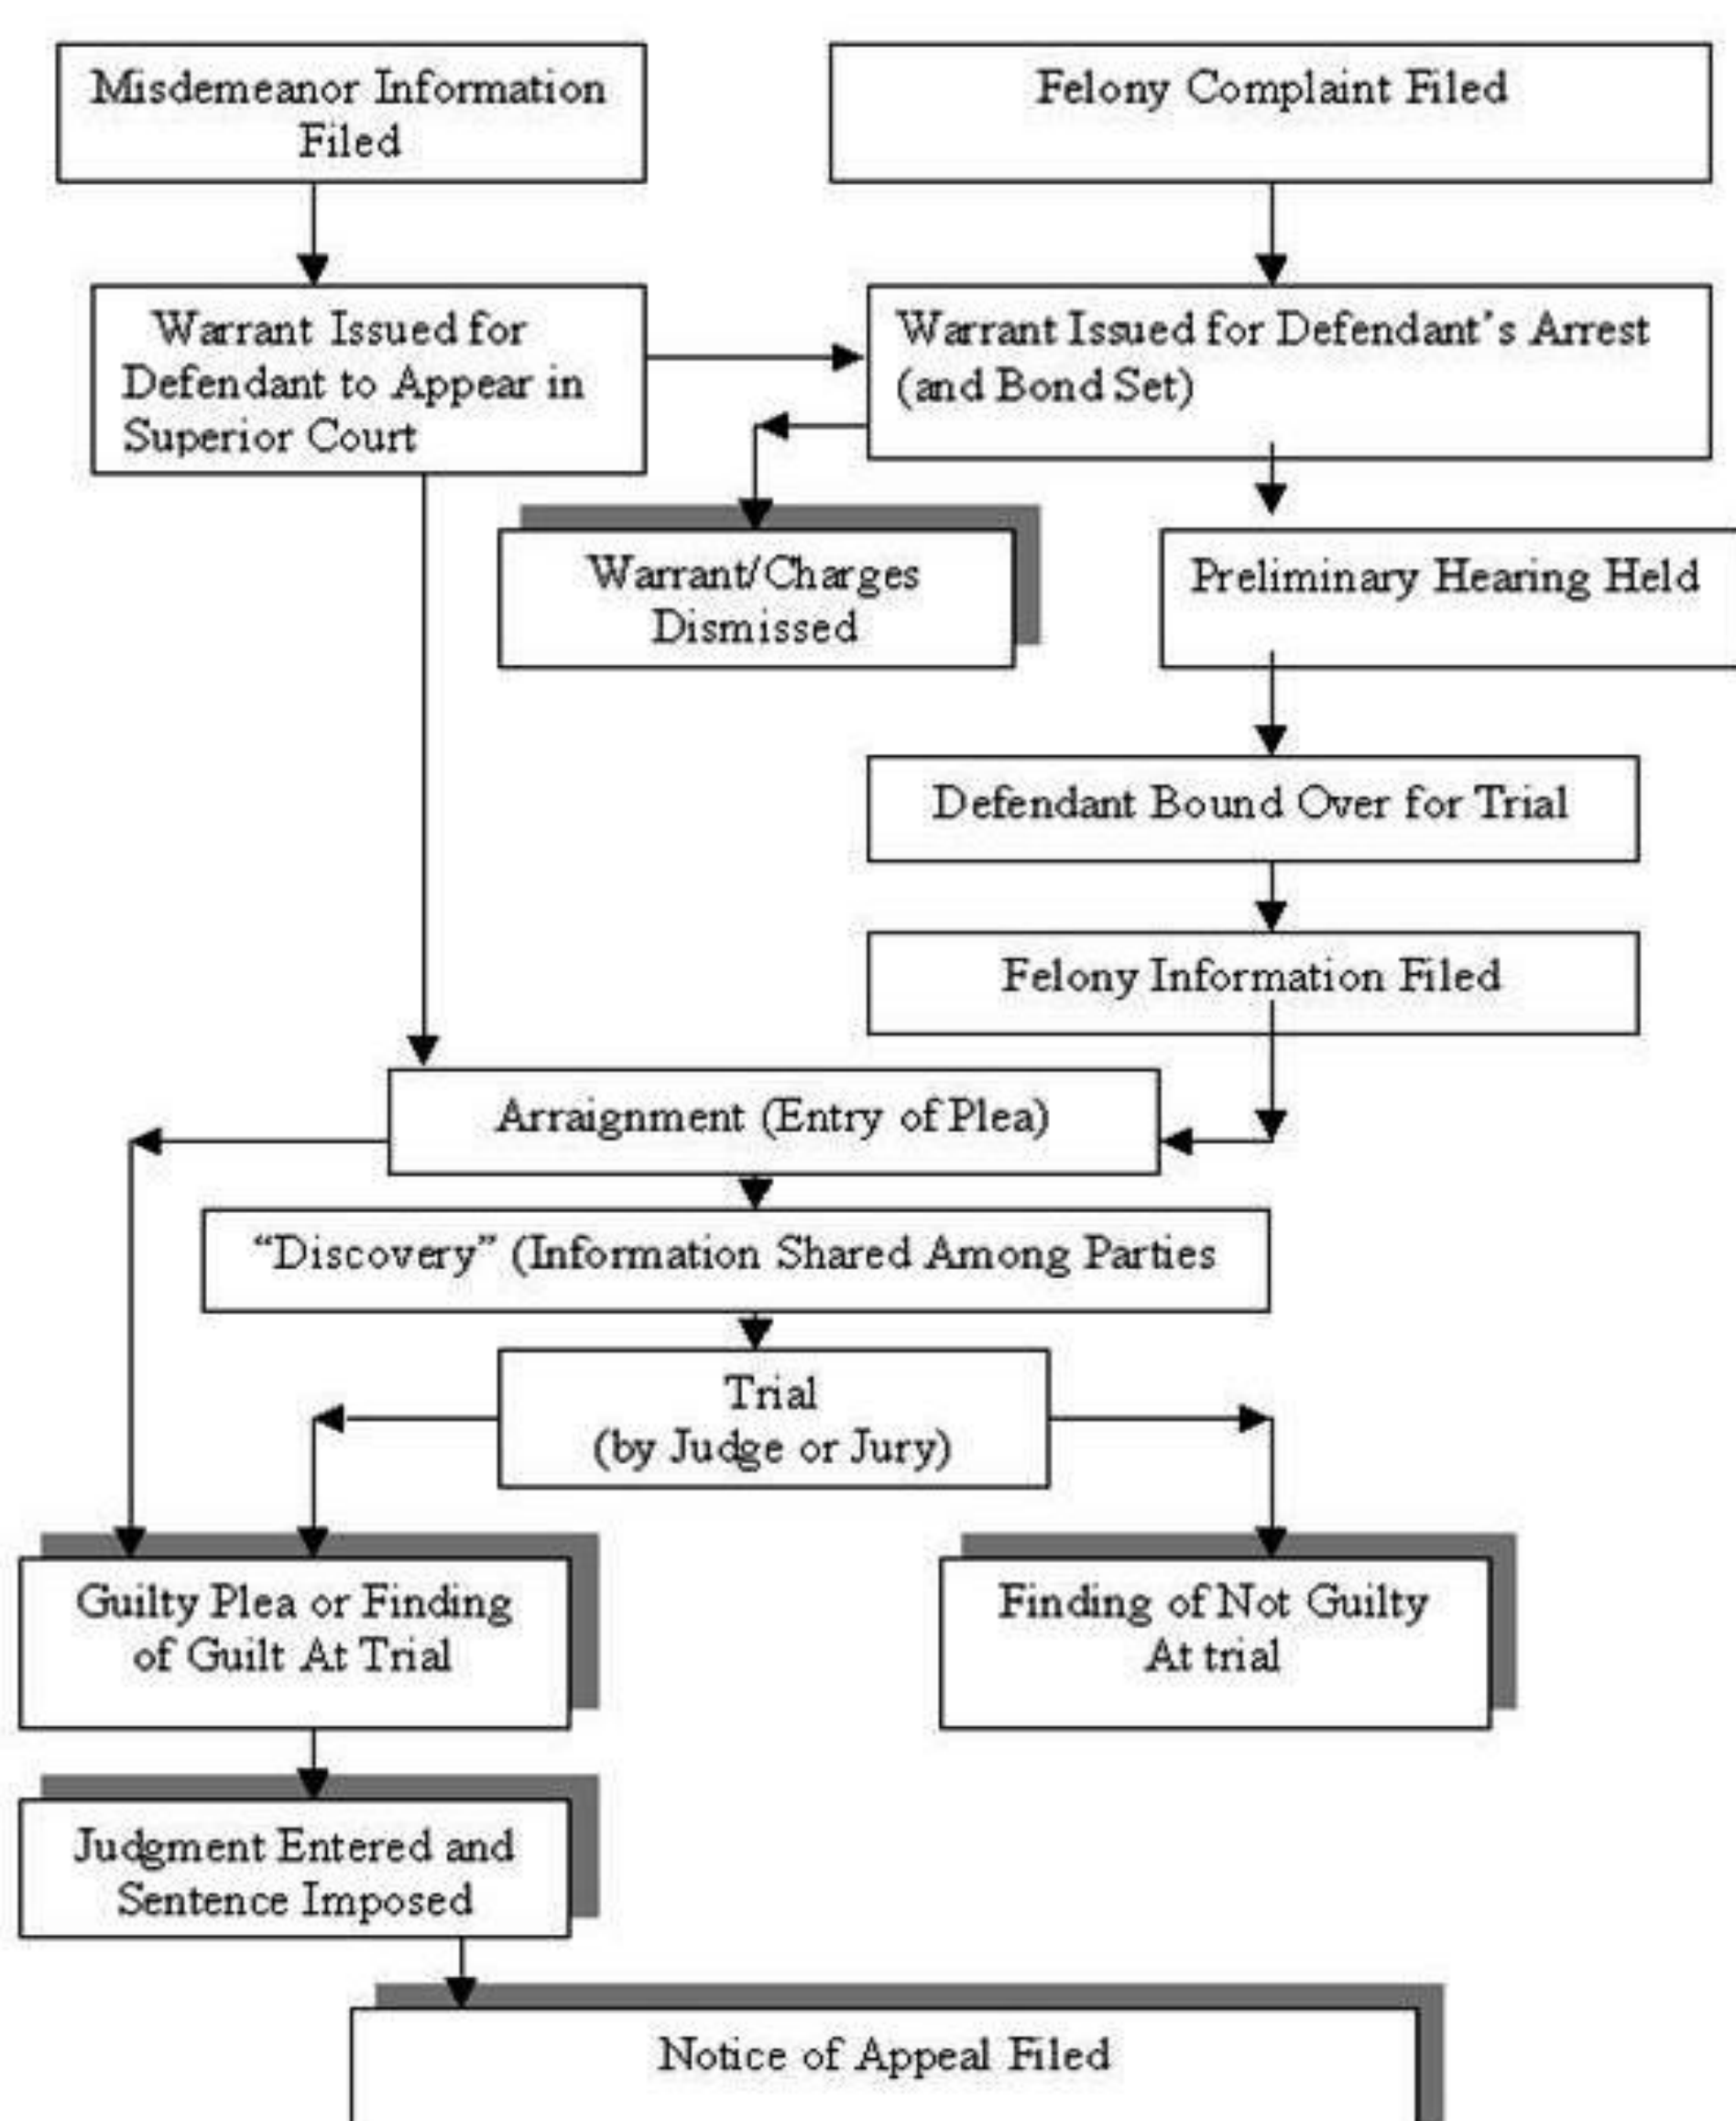 Misdemeanor Information
Filed
Felony Complaint Filed
Warrant Issued for
Defendant to Appear in
Superior Court
Warrant Issued for Defendant's Arrest
(and Bond Set)
Warrant/Charges
Dismissed
Preliminary Hearing Held
Defendant Bound Over for Trial
Felony Information Filed
Arraignment (Entry of Plea)
“Discovery” (Information Shared Among Parties
Trial
(by Judge or Jury)
Guilty Plea or Finding
of Guilt At Trial
Finding of Not Guilty
At trial
Judgment Entered and
Sentence Imposed
Notice of Appeal Filed